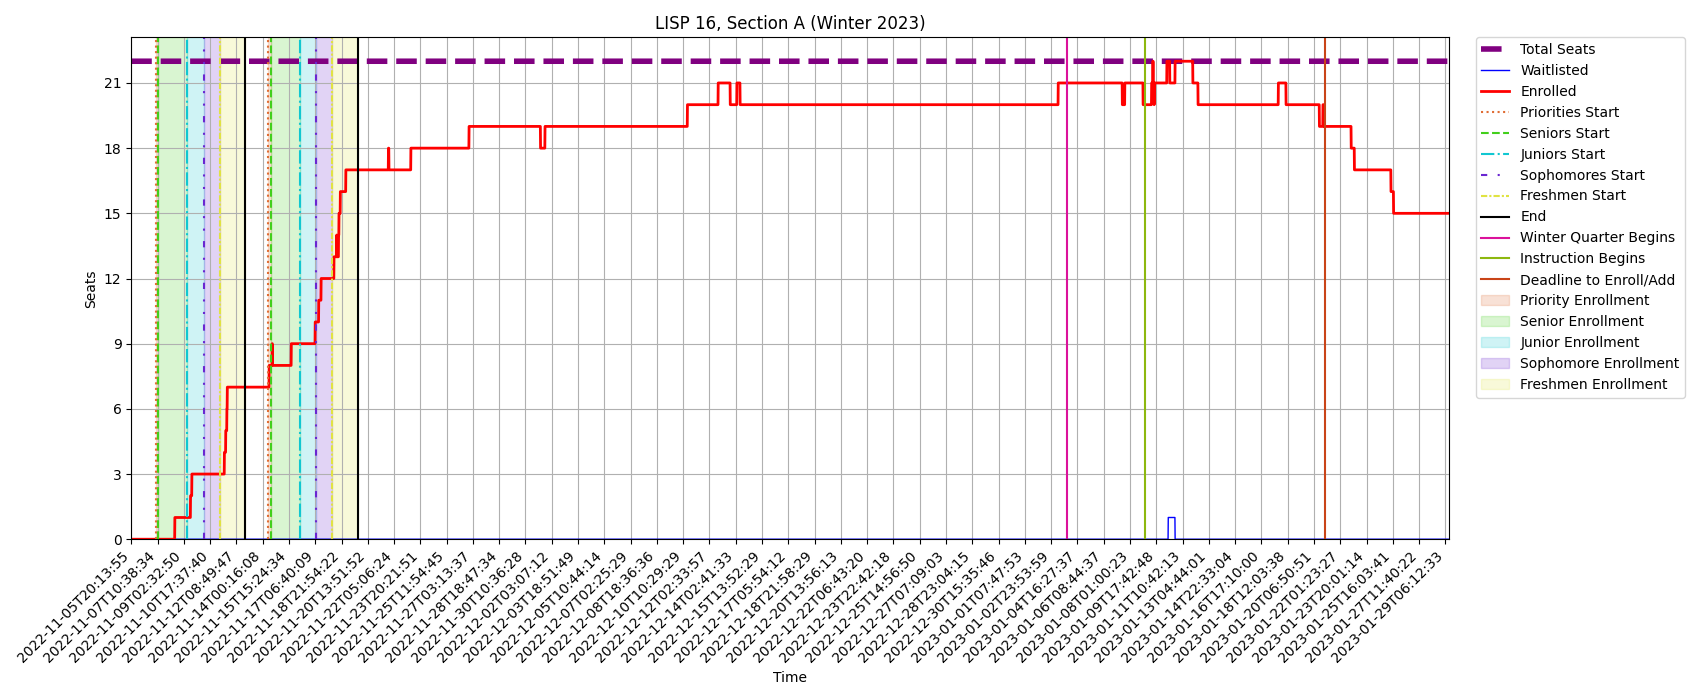 LISP 16, Section A (Winter 2023)
Seats
21
18
15
12
9
6
3
0
2022-11-05T20:13:55
2022-11-07T10:38:34
2022-11-09T02:32:50
2022-11-10T17:37:40
2022-11-12T08:49:47
2022-11-14T00:16:08
2022-11-15T15:24:34
2022-11-17T06:40:09
2022-11-18T21:54:22
2022-11-20T13:51:52
2022-11-22T05:06:24
2022-11-23T20:21:51
2022-11-25T11:54:45
2022-11-27T03:13:37
2022-11-28T18:47:34
2022-11-30T10:36:28
2022-12-02T03:07:12
2022-12-03T18:51:49
2022-12-05T10:44:14
2022-12-07T02:25:29
2022-12-08T18:36:36
2022-12-10T10:29:29
2022-12-12T02:33:57
2022-12-14T02:41:33
2022-12-15T13:52:29
2022-12-17T05:54:12
2022-12-18T21:58:29
2022-12-20T13:56:13
2022-12-22T06:43:20
2022-12-23T22:42:18
2022-12-25T14:56:50
2022-12-27T07:09:03
2022-12-28T23:04:15
2022-12-30T15:35:46
2023-01-01T07:47:53
2023-01-02T23:53:59
2023-01-04T16:27:37
2023-01-06T08:44:37
2023-01-08T01:00:23
2023-01-09T17:42:48
2023-01-11T10:42:13
2023-01-13T04:44:01
2023-01-14T22:33:04
2023-01-16T17:10:00
2023-01-18T12:03:38
2023-01-20T06:50:51
2023-01-22T01:23:27
2023-01-23T20:01:14
2023-01-25T16:03:41
2023-01-27T11:40:22
2023-01-29T06:12:33
Time
Total Seats
Waitlisted
Enrolled
Priorities Start
Seniors Start
Juniors Start
Sophomores Start
Freshmen Start
End
Winter Quarter Begins
Instruction Begins
Deadline to Enroll/Add
Priority Enrollment
Senior Enrollment
Junior Enrollment
Sophomore Enrollment
Freshmen Enrollment